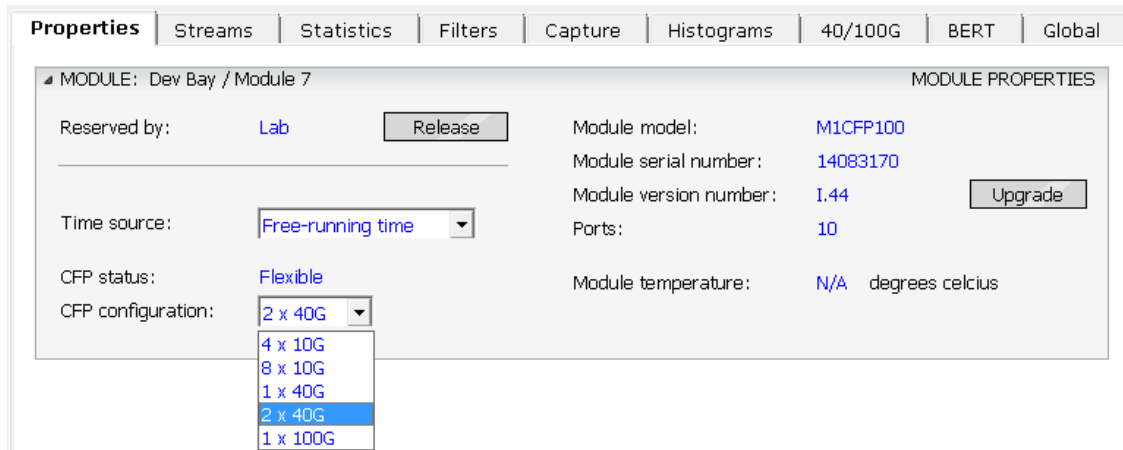 Properties Streams Statistics Filters Capture Histograms 40/100G BERT Global
MODULE: Dev Bay / Module 7 MODULE PROPERTIES
Reserved by: Lab Release Module model: M1CFP100
Module serial number: 14083170
Module version number: I.44 Upgrade
Time source: Free-running time Ports: 10
CFP status: Flexible Module temperature: N/A degrees celcius
CFP configuration: 2 x 40G
4 x 10G
8 x 10G
1 x 40G
2 x 40G
1 x 100G